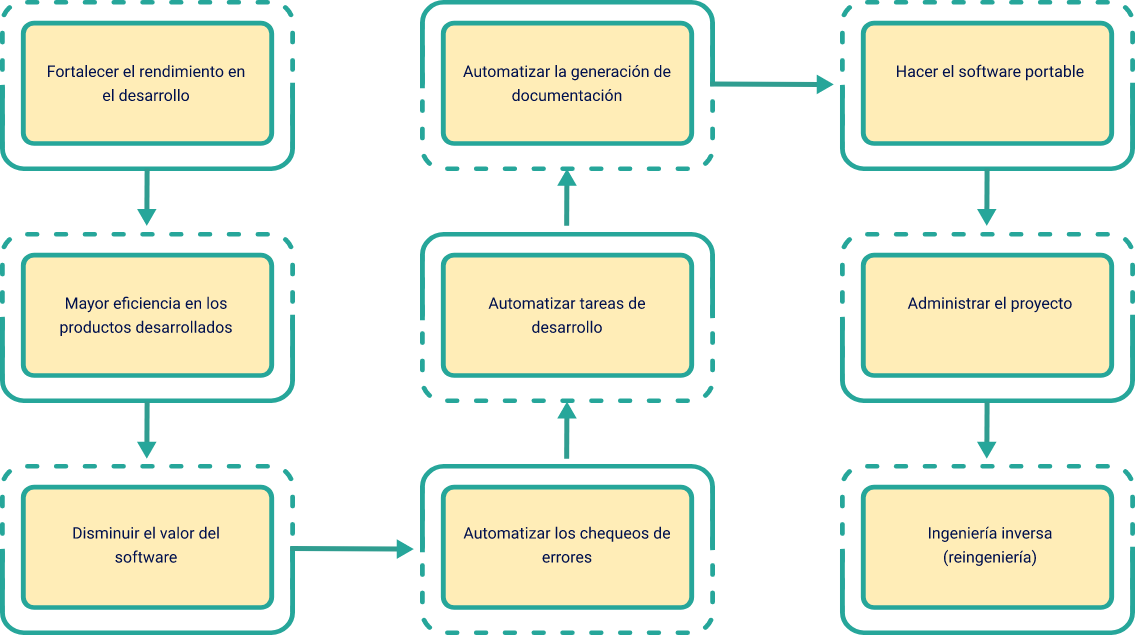 Fortalecer el rendimiento en
el desarrollo
Mayor eficiencia en los
productos desarrollados
Disminuir el valor del
software
Automatizar los chequeos de
errores
Automatizar tareas de
desarrollo
Automatizar la generación de
documentación
Hacer el software portable
Administrar el proyecto
Ingeniería inversa
(reingeniería)